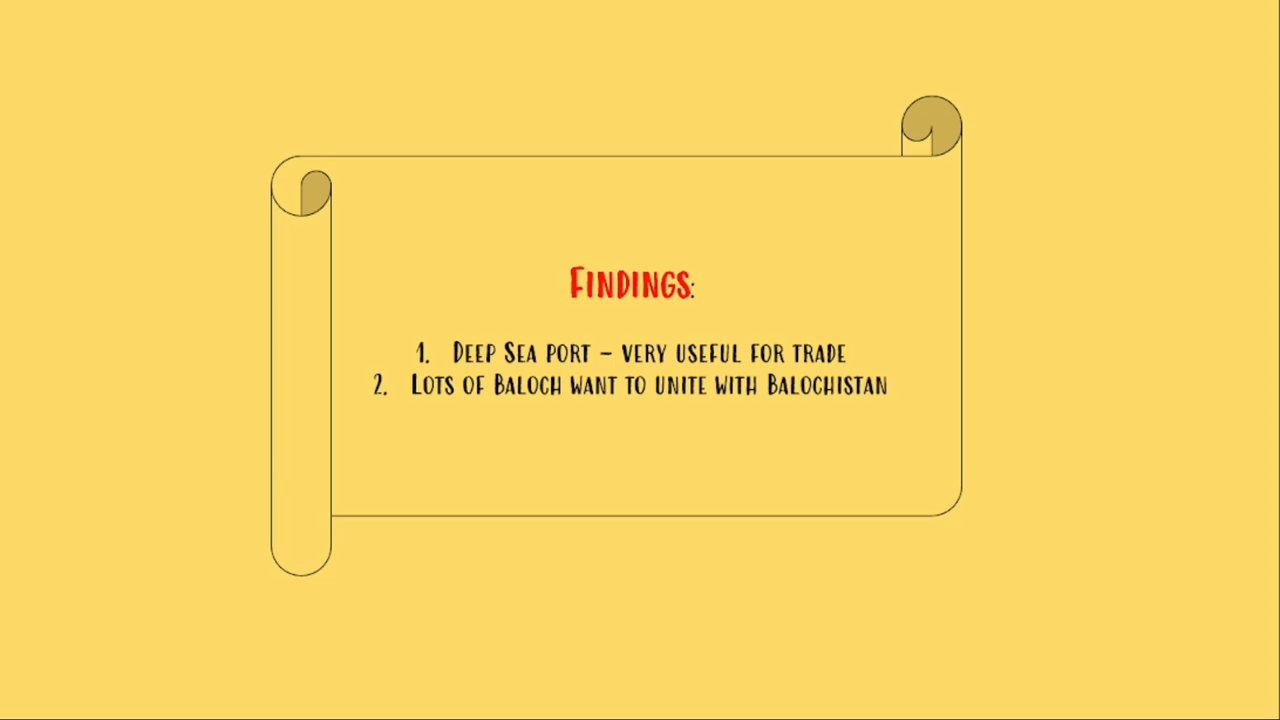 Findings:
1. Deep Sea port – very useful for trade
2. Lots of Baloch want to unite with Balochistan